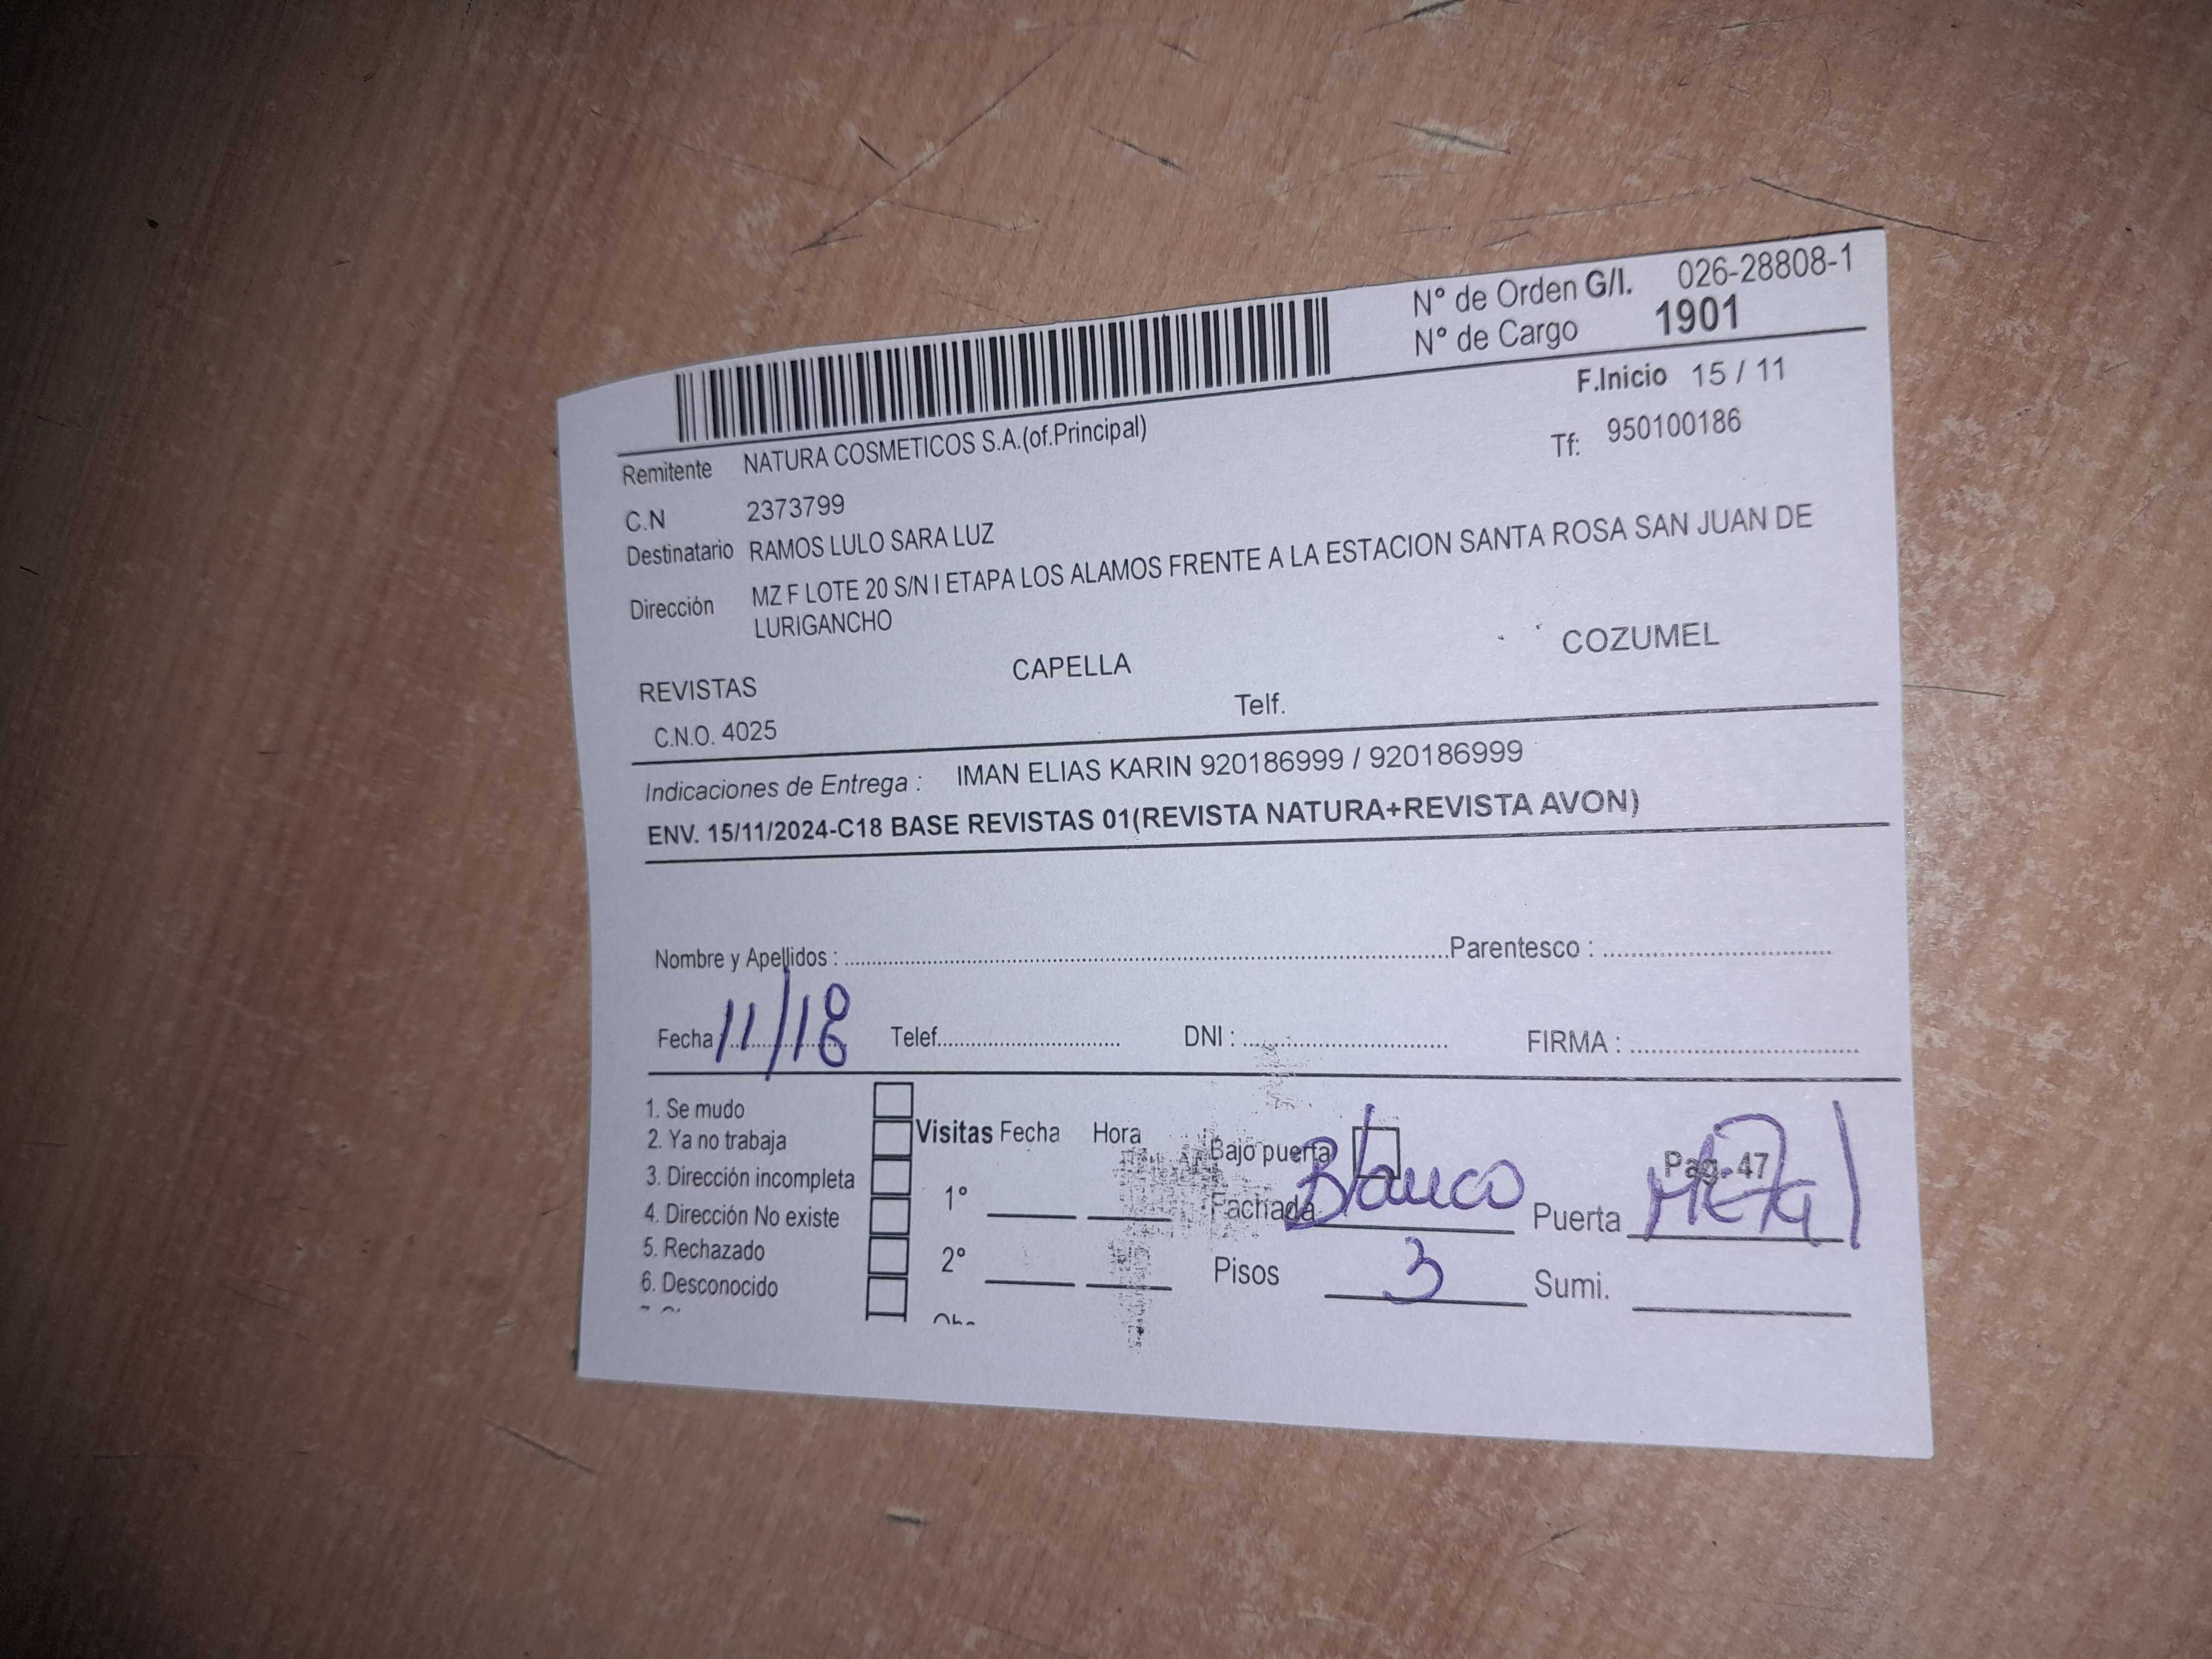 N° de Orden G/I. 026-28808-1
N° de Cargo 1901
F.Inicio 15 / 11
Remitente NATURA COSMETICOS S.A.(of.Principal)
Tf: 950100186
C.N 2373799
Destinatario RAMOS LULO SARA LUZ
Dirección MZ F LOTE 20 S/N I ETAPA LOS ALAMOS FRENTE A LA ESTACION SANTA ROSA SAN JUAN DE
LURIGANCHO
REVISTAS CAPELLA COZUMEL
C.N.O. 4025 Telf.
Indicaciones de Entrega : IMAN ELIAS KARIN 920186999 / 920186999
ENV. 15/11/2024-C18 BASE REVISTAS 01(REVISTA NATURA+REVISTA AVON)
Nombre y Apellidos : Parentesco :
Fecha 11/18 Telef. DNI : FIRMA :
1. Se mudo
2. Ya no trabaja
3. Dirección incompleta
4. Dirección No existe
5. Rechazado
6. Desconocido
Visitas Fecha Hora
1°
2°
Bajo puerta Pag-47
Fachada Blanco Puerta Metal
Pisos 3 Sumi.